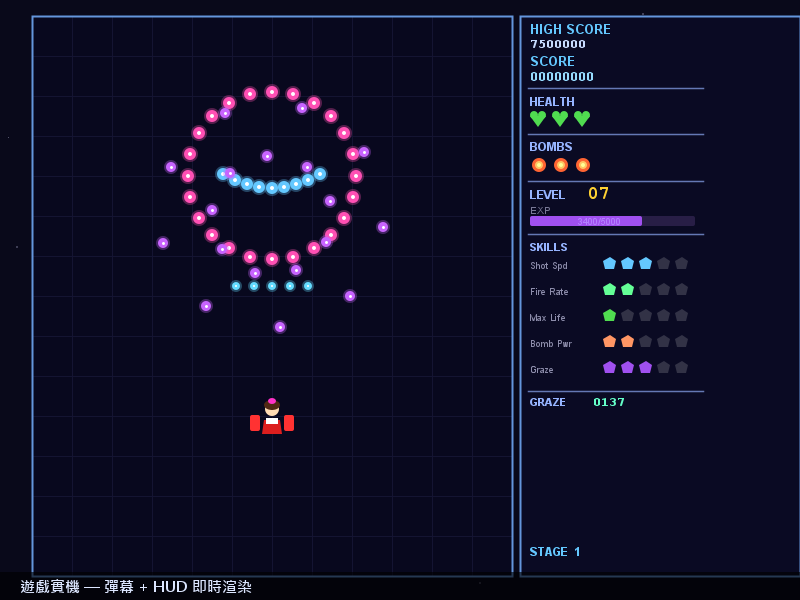 HIGH SCORE
7500000
SCORE
00000000
HEALTH
BOMBS
LEVEL 07
EXP
3400/5000
SKILLS
Shot Spd
Fire Rate
Max Life
Bomb Pwr
Graze
GRAZE 0137
STAGE 1
遊戲實機 — 彈幕 + HUD 即時渲染